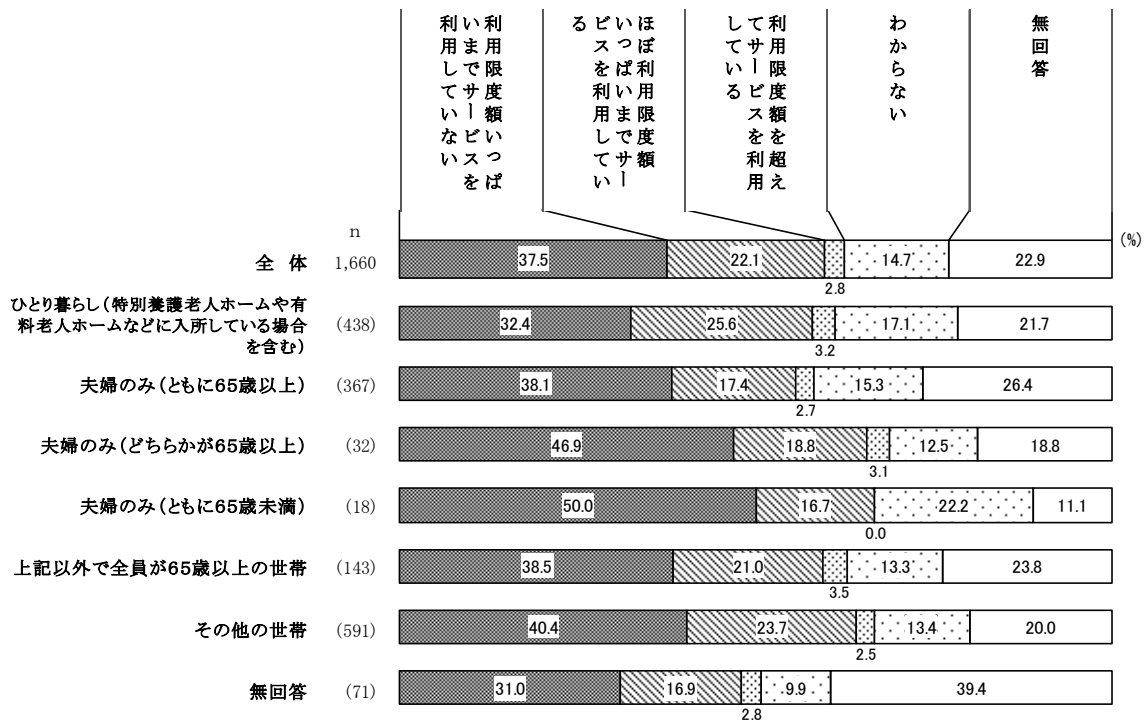 利用限度額いっぱ
いまでサービスを
利用していない
ほぼ利用限度額
いっぱいまでサー
ビスを利用してい
る
利用限度額を超え
てサービスを利用
している
わからない
無回答
(%)
n
全 体 1,660 37.5 22.1 14.7 22.9
2.8
ひとり暮らし（特別養護老人ホームや有
料老人ホームなどに入所している場合
を含む）
(438) 32.4 25.6 17.1 21.7
3.2
夫婦のみ（ともに65歳以上） (367) 38.1 17.4 15.3 26.4
2.7
夫婦のみ（どちらかが65歳以上） (32) 46.9 18.8 12.5 18.8
3.1
夫婦のみ（ともに65歳未満） (18) 50.0 16.7 22.2 11.1
0.0
上記以外で全員が65歳以上の世帯 (143) 38.5 21.0 13.3 23.8
3.5
その他の世帯 (591) 40.4 23.7 13.4 20.0
2.5
無回答 (71) 31.0 16.9 9.9 39.4
2.8